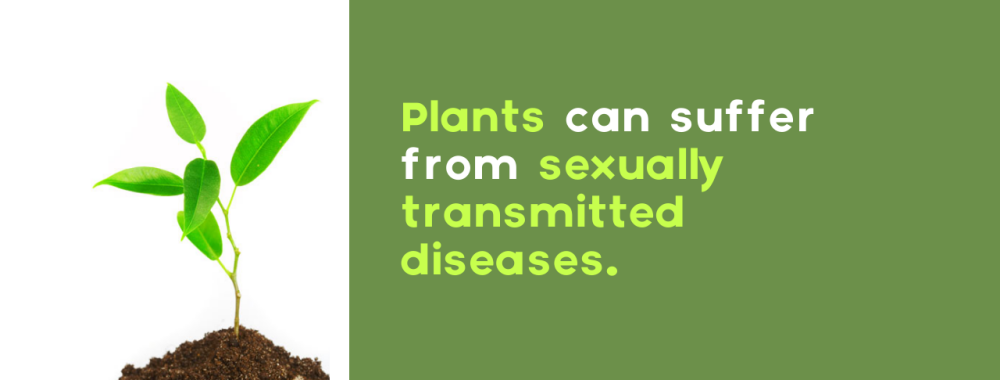 Plants can suffer
from sexually
transmitted
diseases.